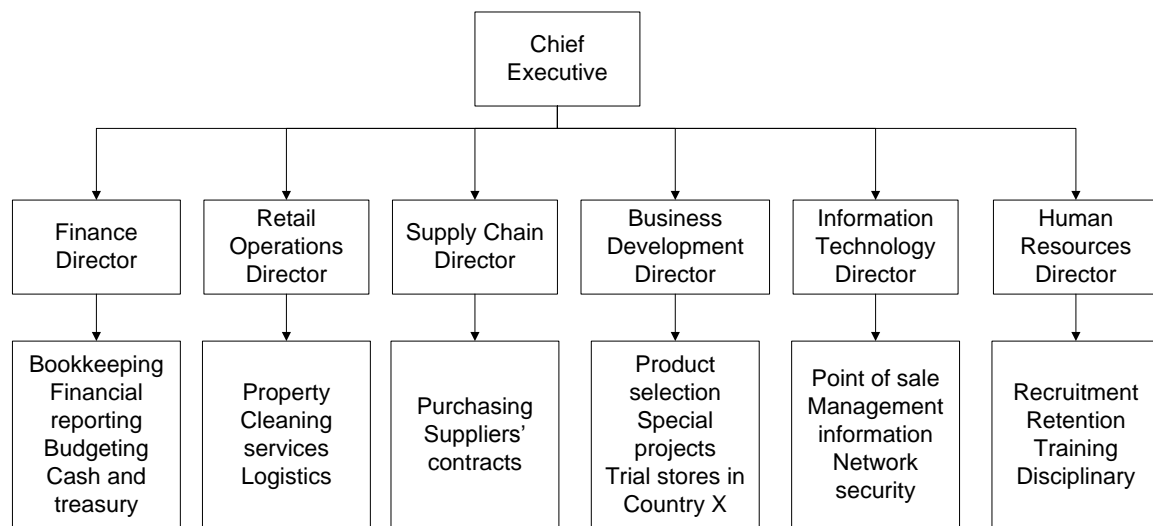 Chief
Executive
Finance
Director
Retail
Operations
Director
Supply Chain
Director
Business
Development
Director
Information
Technology
Director
Human
Resources
Director
Bookkeeping
Financial
reporting
Budgeting
Cash and
treasury
Property
Cleaning
services
Logistics
Purchasing
Suppliers’
contracts
Product
selection
Special
projects
Trial stores in
Country X
Point of sale
Management
information
Network
security
Recruitment
Retention
Training
Disciplinary